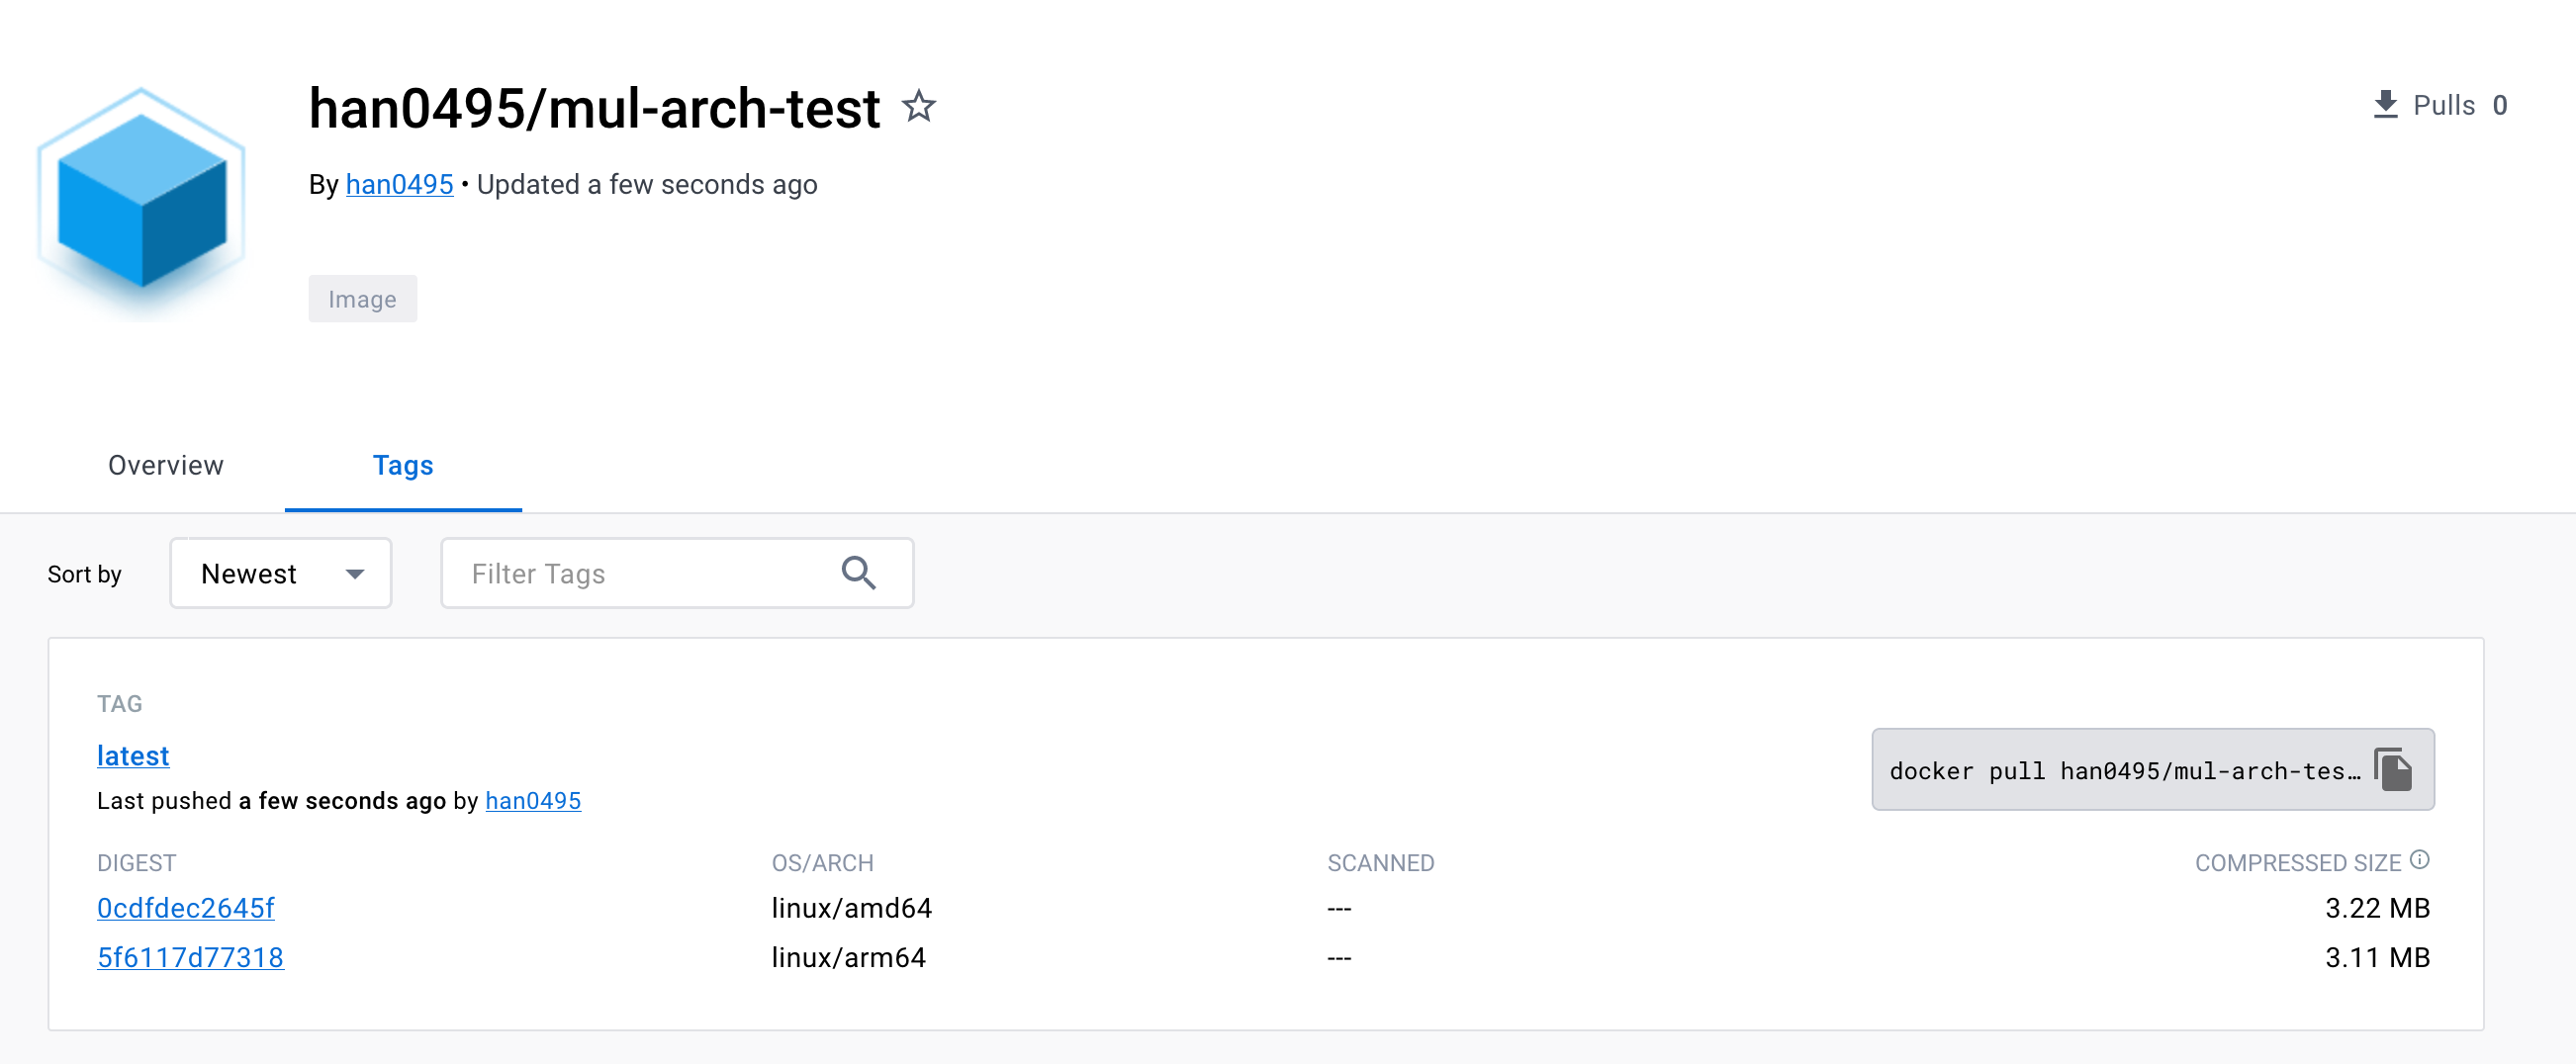 han0495/mul-arch-test
Pulls 0
By han0495 • Updated a few seconds ago
Image
Overview
Tags
Sort by
Newest
Filter Tags
TAG
latest
docker pull han0495/mul-arch-tes…
Last pushed a few seconds ago by han0495
DIGEST OS/ARCH SCANNED COMPRESSED SIZE
0cdfdec2645f linux/amd64 --- 3.22 MB
5f6117d77318 linux/arm64 --- 3.11 MB